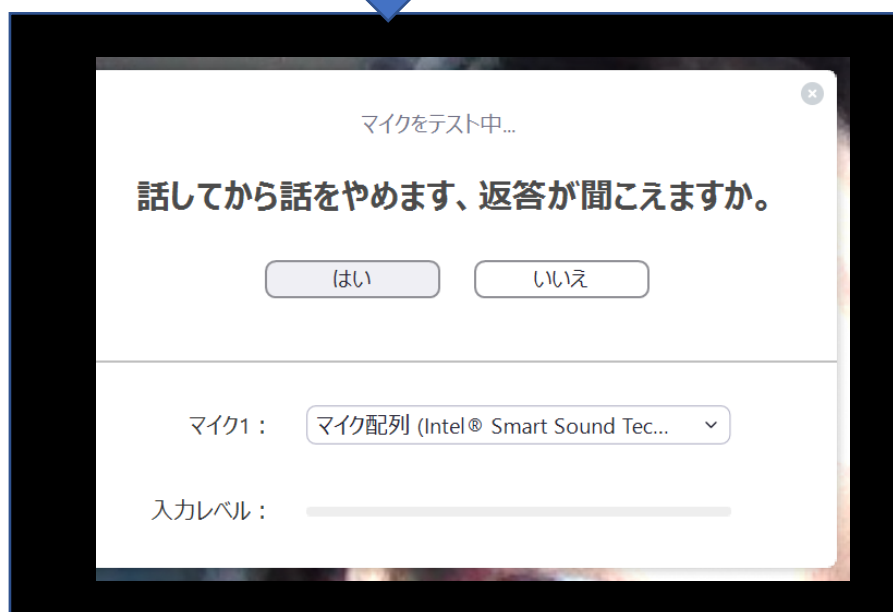 マイクをテスト中...
話してから話をやめます、返答が聞こえますか。
はい
いいえ
マイク1：
マイク配列 (Intel® Smart Sound Tec...
入力レベル：